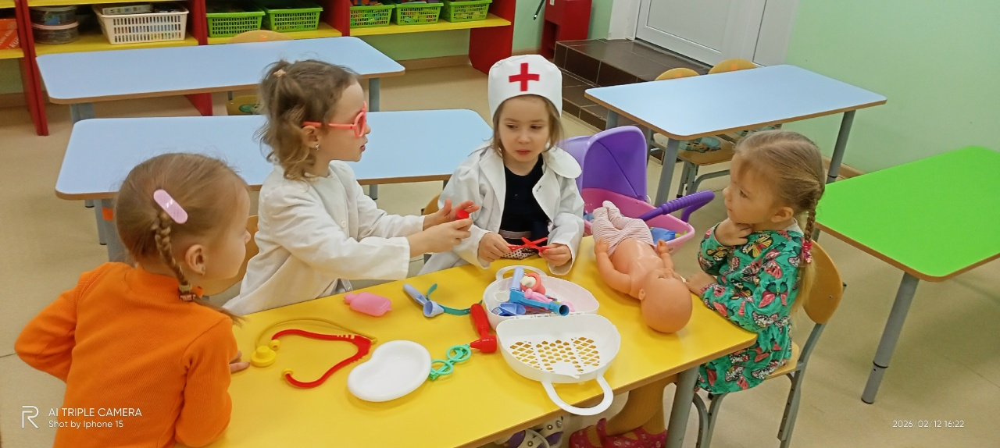 R
AI TRIPLE CAMERA
Shot by Iphone 15
2026/02/12 16:22